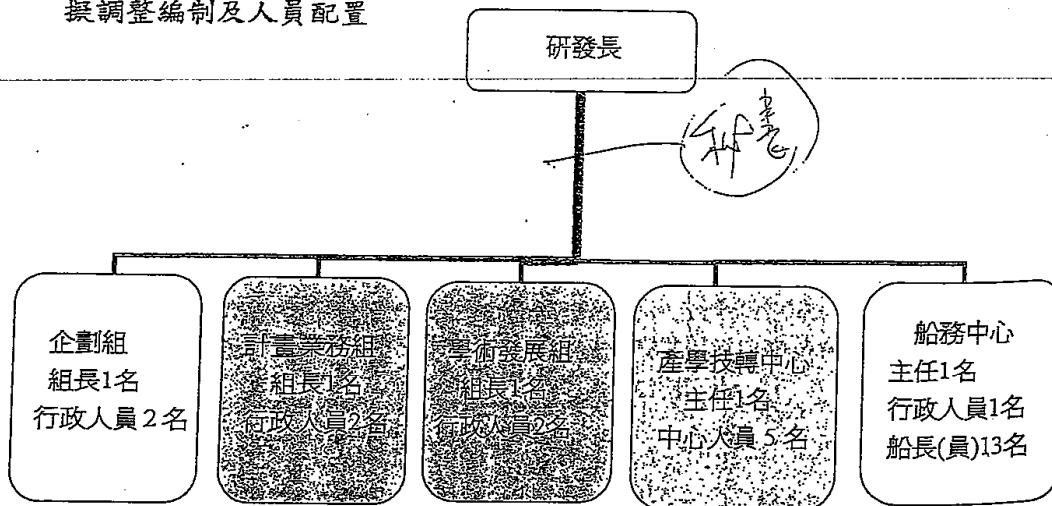 擬調整編制及人員配置
研發長
秘書
企劃組
組長1名
行政人員2名
計畫業務組
組長1名
行政人員2名
學術發展組
組長1名
行政人員2名
產學技轉中心
主任1名
中心人員5名
船務中心
主任1名
行政人員1名
船長(員)13名